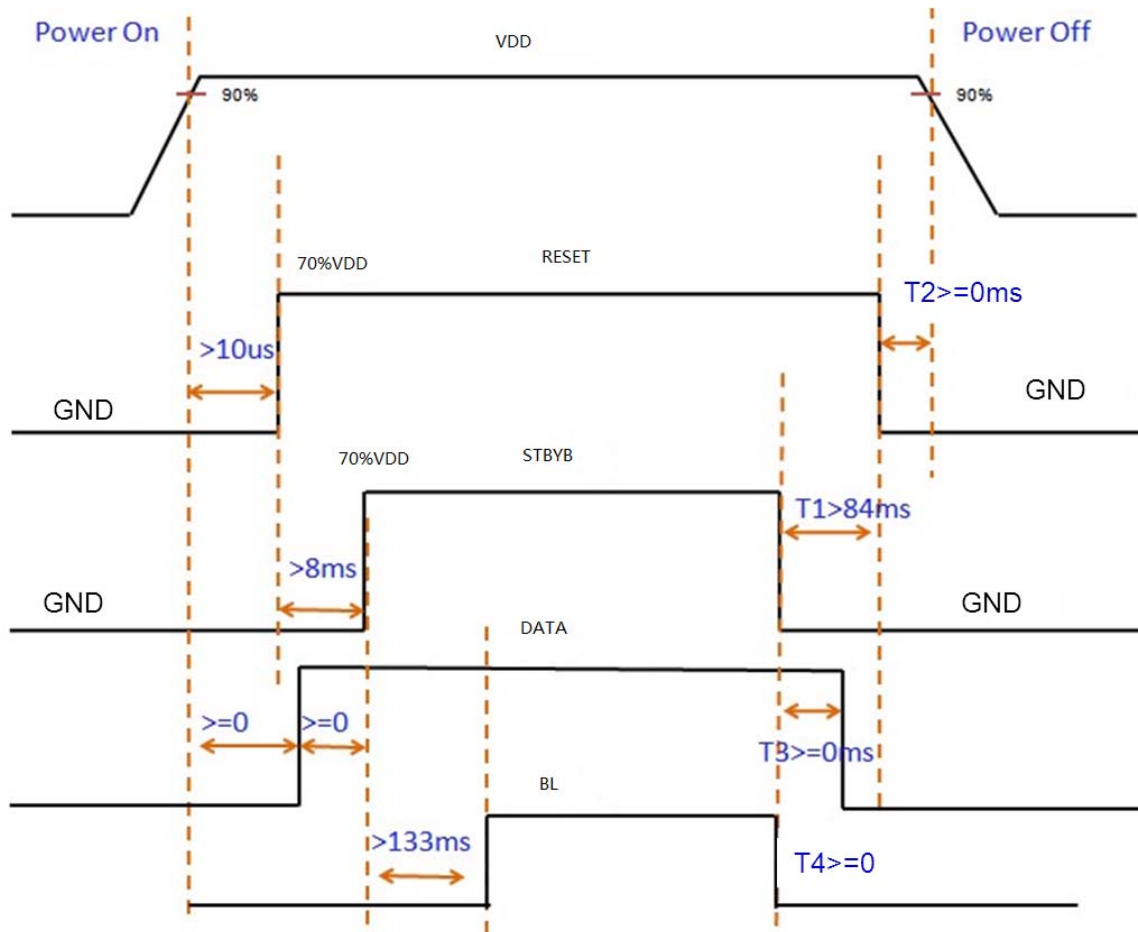 Power On
VDD
Power Off
90%
90%
70%VDD
RESET
T2>=0ms
>10us
GND
GND
70%VDD
STBYB
T1>84ms
>8ms
GND
GND
DATA
>=0
>=0
T3>=0ms
BL
>133ms
T4>=0